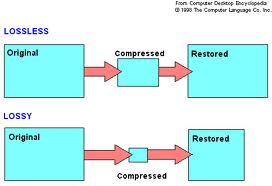 From Computer Desktop Encyclopedia
© 1998 The Computer Language Co. Inc.
LOSSLESS
Original
Compressed
Restored
LOSSY
Original
Restored
Compressed